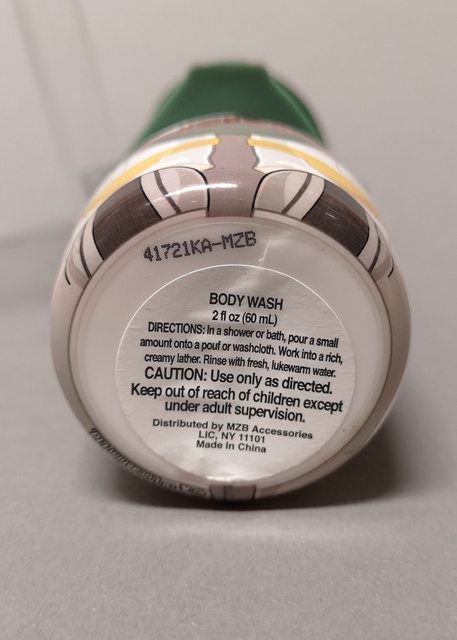 41721KA-MZB
BODY WASH
2 fl oz (60 mL)
DIRECTIONS: In a shower or bath, pour a small
amount onto a pouf or washcloth. Work into a rich,
creamy lather. Rinse with fresh, lukewarm water.
CAUTION: Use only as directed.
Keep out of reach of children except
under adult supervision.
Distributed by MZB Accessories
LIC, NY 11101
Made In China